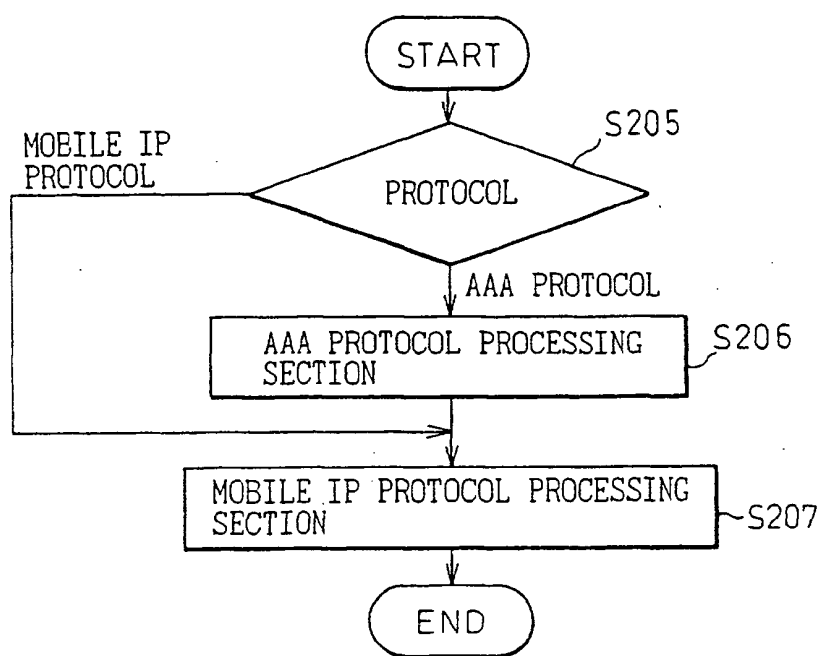 START
S205
MOBILE IP
PROTOCOL
PROTOCOL
AAA PROTOCOL
AAA PROTOCOL PROCESSING
SECTION
S206
MOBILE IP PROTOCOL PROCESSING
SECTION
S207
END